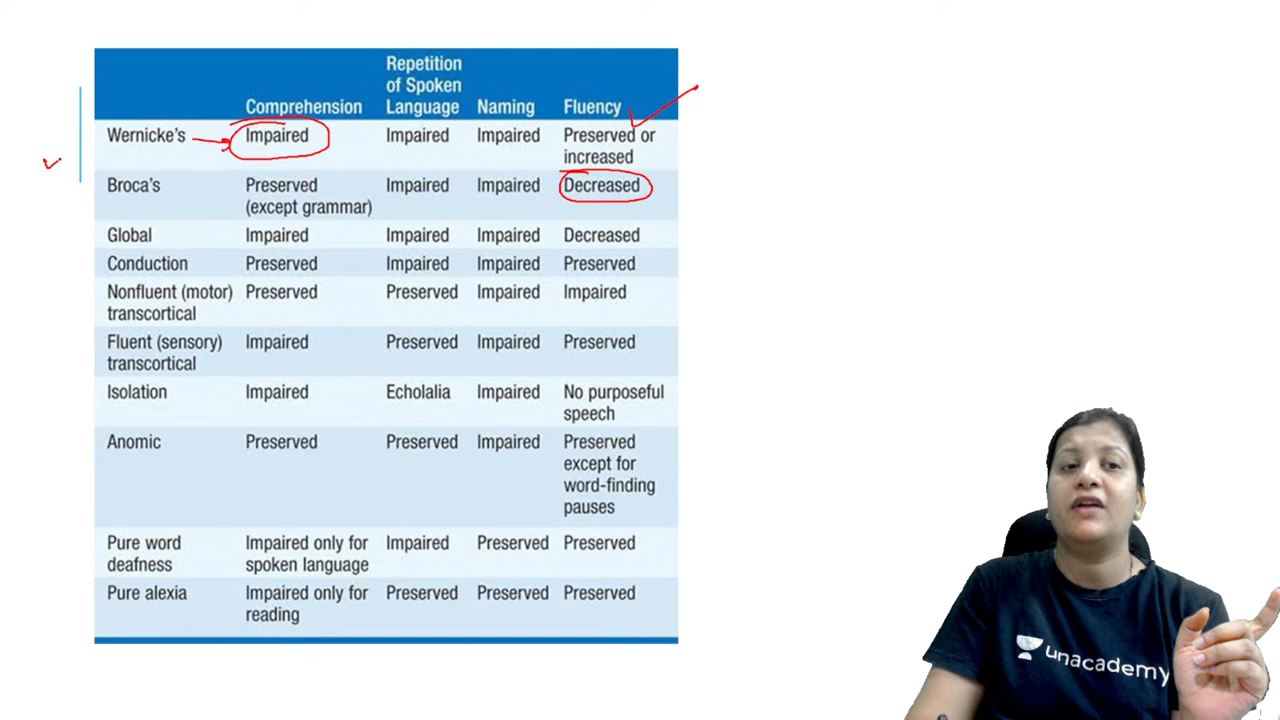 Comprehension Repetition of Spoken Language Naming Fluency
Wernicke's Impaired Impaired Impaired Preserved or increased
Broca's Preserved (except grammar) Impaired Impaired Decreased
Global Impaired Impaired Impaired Decreased
Conduction Preserved Impaired Impaired Preserved
Nonfluent (motor) transcortical Preserved Preserved Impaired Impaired
Fluent (sensory) transcortical Impaired Preserved Impaired Preserved
Isolation Impaired Echolalia Impaired No purposeful speech
Anomic Preserved Preserved Impaired Preserved except for word-finding pauses
Pure word deafness Impaired only for spoken language Impaired Preserved Preserved
Pure alexia Impaired only for reading Preserved Preserved Preserved
unacademy